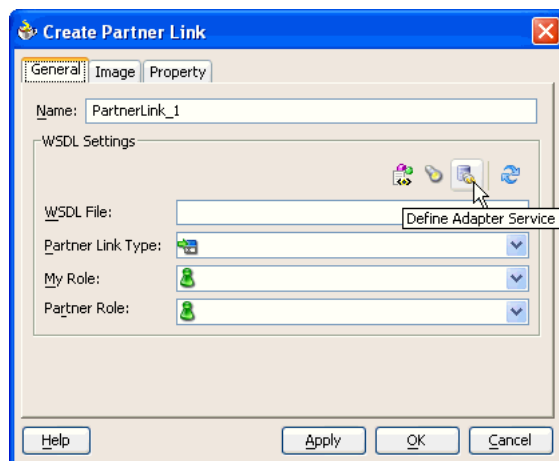 Create Partner Link
General Image Property
Name: PartnerLink_1
WSDL Settings
WSDL File:
Define Adapter Service
Partner Link Type:
My Role:
Partner Role:
Help Apply OK Cancel